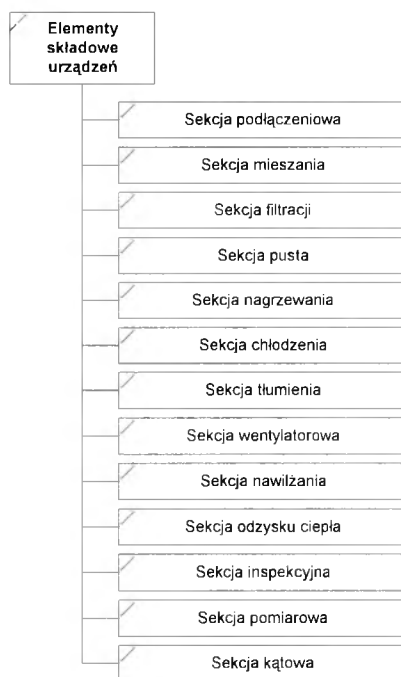 Elementy
składowe
urządzeń
Sekcja podłączeniowa
Sekcja mieszania
Sekcja filtracji
Sekcja pusta
Sekcja nagrzewania
Sekcja chłodzenia
Sekcja tłumienia
Sekcja wentylatorowa
Sekcja nawilżania
Sekcja odzysku ciepła
Sekcja inspekcyjna
Sekcja pomiarowa
Sekcja kątowa